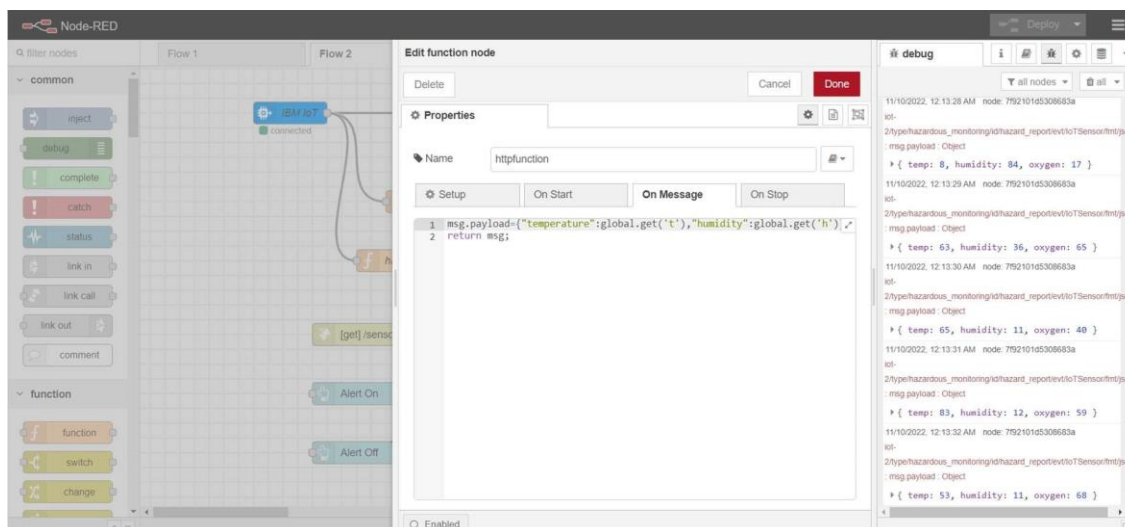 Node-RED
Deploy
filter nodes
common
inject
debug
complete
catch
status
link in
link call
link out
comment
function
function
switch
change
Flow 1
Flow 2
IBM IoT
connected
[get] /senso
Alert On
Alert Off
Edit function node
Delete
Cancel
Done
Properties
Name
httpfunction
Setup
On Start
On Message
On Stop
1 msg.payload={"temperature":global.get('t'),"humidity":global.get('h')
2 return msg;
Enabled
debug
all nodes
all
11/10/2022, 12:13:28 AM node: 7f92101d5308683a
iot-
2/type/hazardous_monitoring/id/hazard_report/evt/IoTSensor/fmt/js
: msg.payload : Object
{ temp: 8, humidity: 84, oxygen: 17 }
11/10/2022, 12:13:29 AM node: 7f92101d5308683a
iot-
2/type/hazardous_monitoring/id/hazard_report/evt/IoTSensor/fmt/js
: msg.payload : Object
{ temp: 63, humidity: 36, oxygen: 65 }
11/10/2022, 12:13:30 AM node: 7f92101d5308683a
iot-
2/type/hazardous_monitoring/id/hazard_report/evt/IoTSensor/fmt/js
: msg.payload : Object
{ temp: 65, humidity: 11, oxygen: 40 }
11/10/2022, 12:13:31 AM node: 7f92101d5308683a
iot-
2/type/hazardous_monitoring/id/hazard_report/evt/IoTSensor/fmt/js
: msg.payload : Object
{ temp: 83, humidity: 12, oxygen: 59 }
11/10/2022, 12:13:32 AM node: 7f92101d5308683a
iot-
2/type/hazardous_monitoring/id/hazard_report/evt/IoTSensor/fmt/js
: msg.payload : Object
{ temp: 53, humidity: 11, oxygen: 68 }